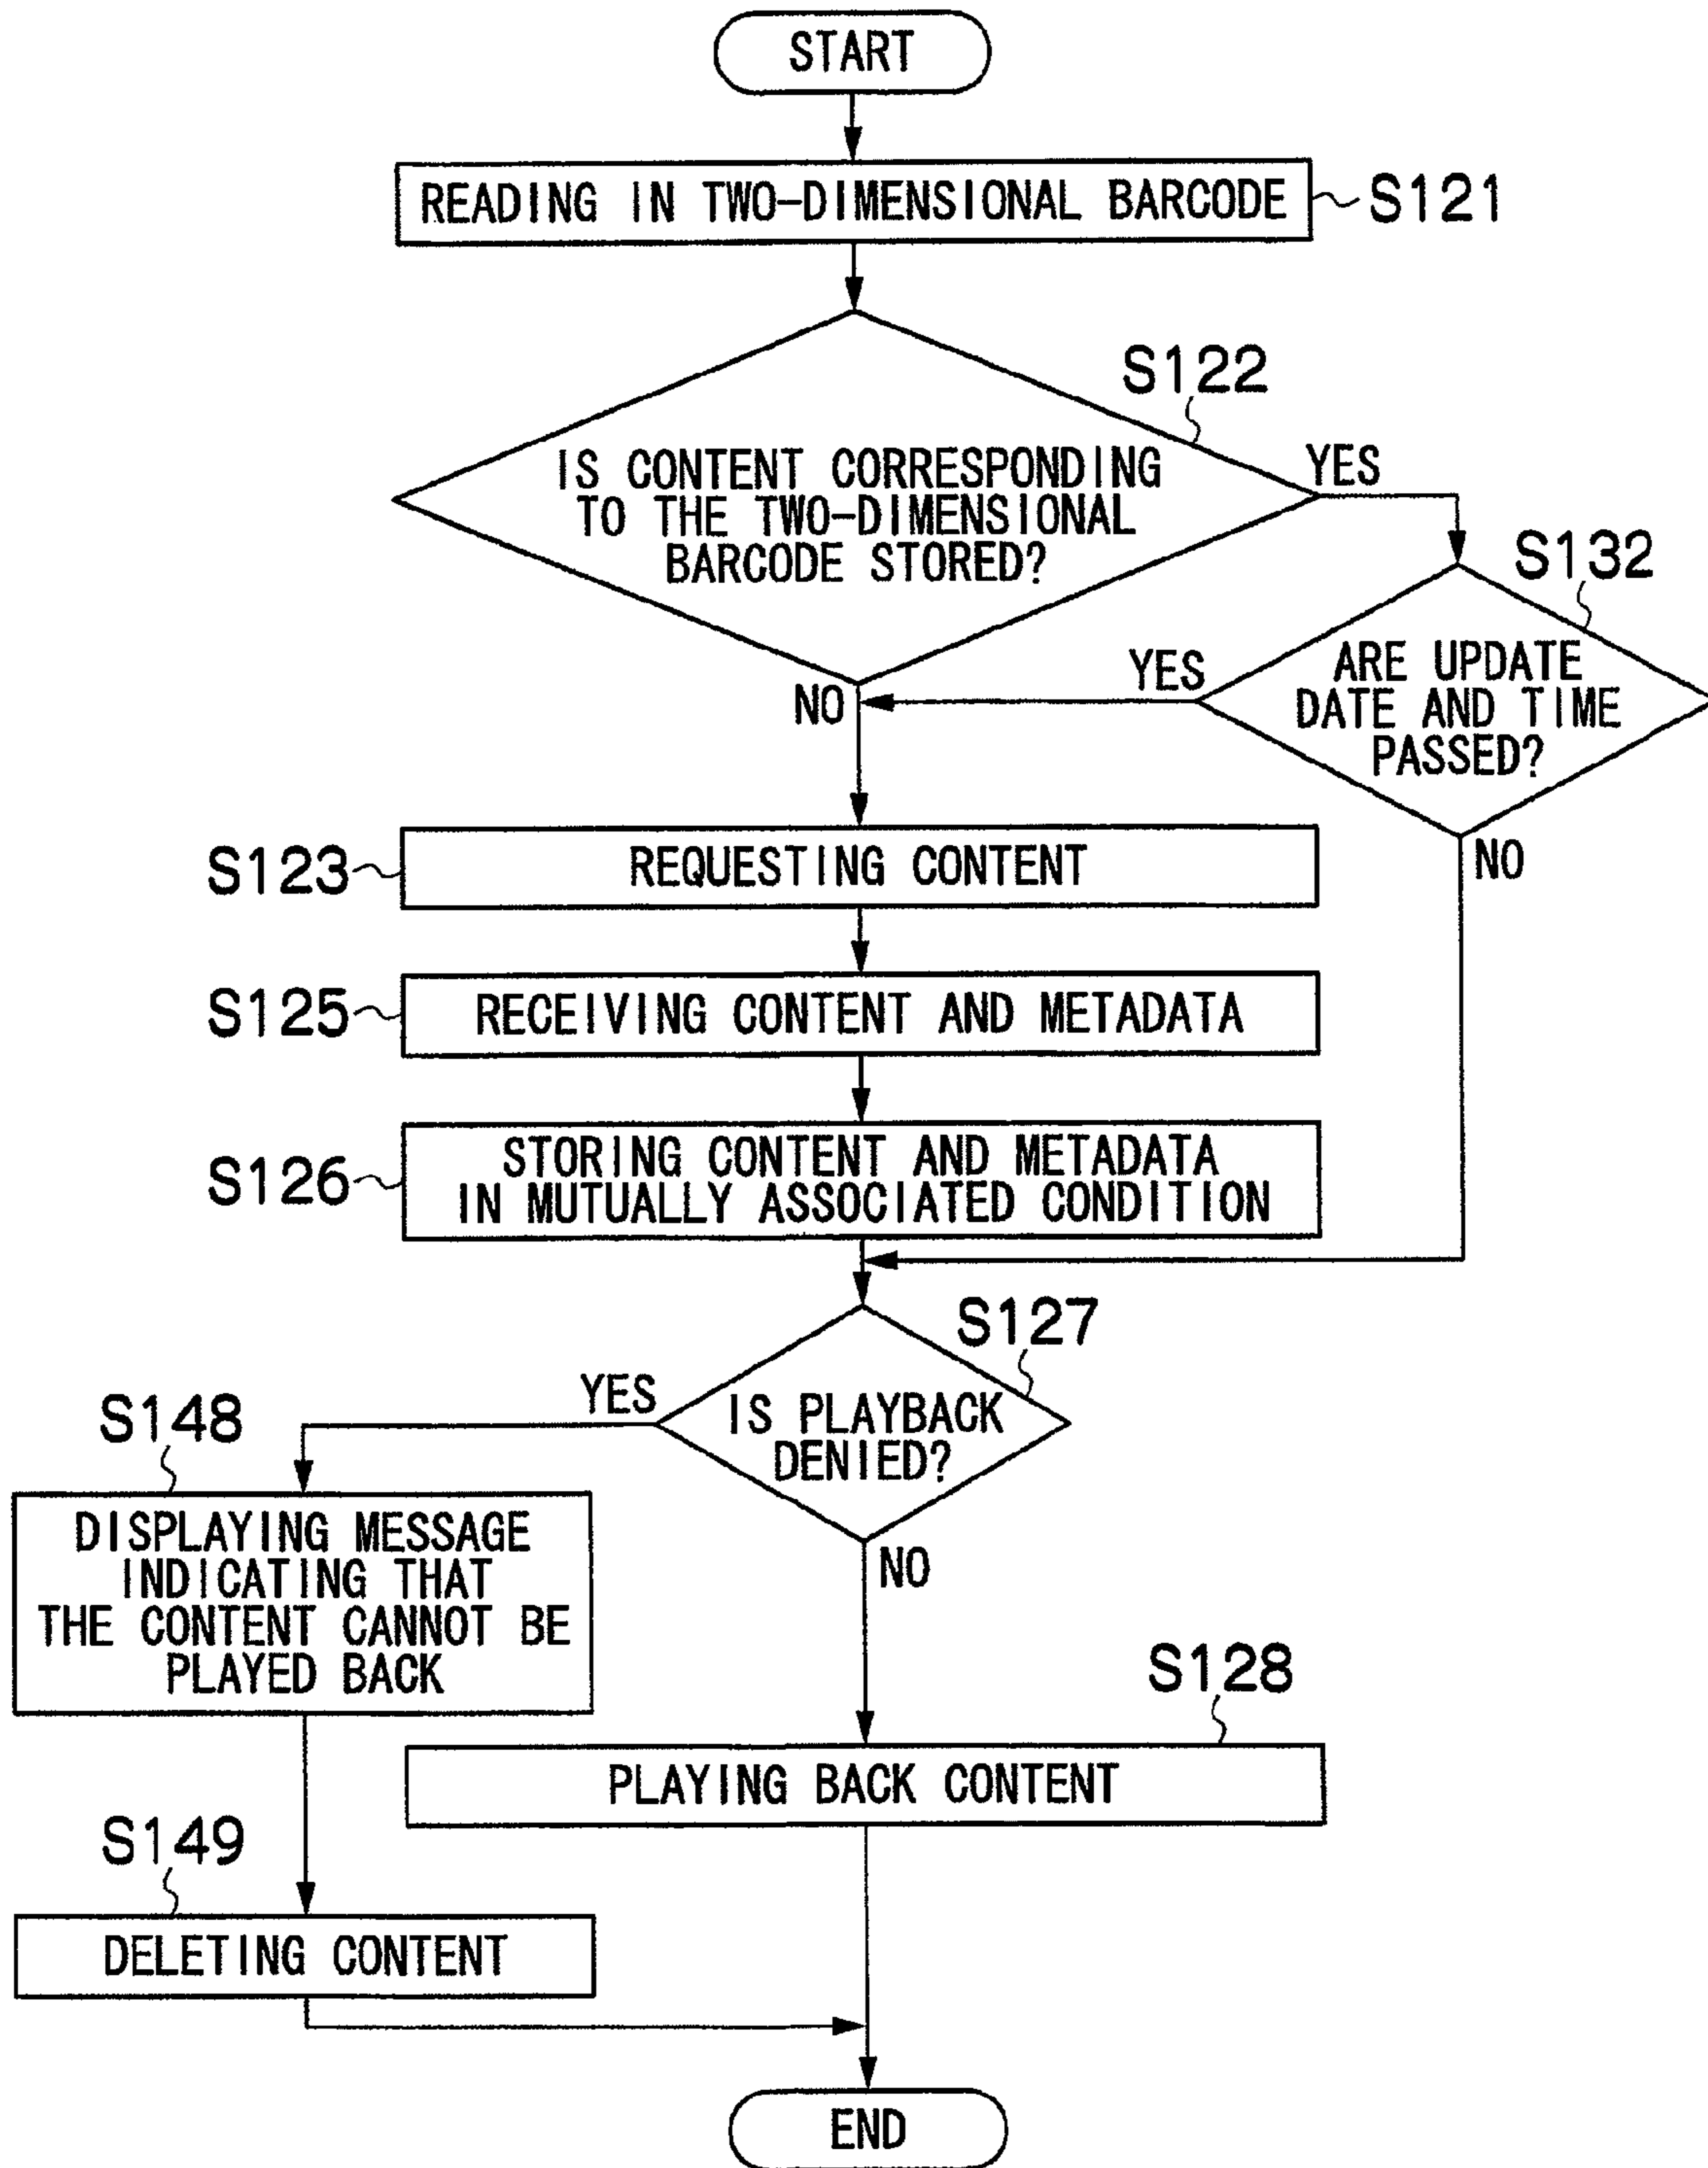 START
READING IN TWO-DIMENSIONAL BARCODE
S121
S122
IS CONTENT CORRESPONDING
TO THE TWO-DIMENSIONAL
BARCODE STORED?
YES
S132
ARE UPDATE
DATE AND TIME
PASSED?
YES
NO
NO
S123
REQUESTING CONTENT
S125
RECEIVING CONTENT AND METADATA
S126
STORING CONTENT AND METADATA
IN MUTUALLY ASSOCIATED CONDITION
S127
IS PLAYBACK
DENIED?
YES
NO
S148
DISPLAYING MESSAGE
INDICATING THAT
THE CONTENT CANNOT BE
PLAYED BACK
S128
PLAYING BACK CONTENT
S149
DELETING CONTENT
END